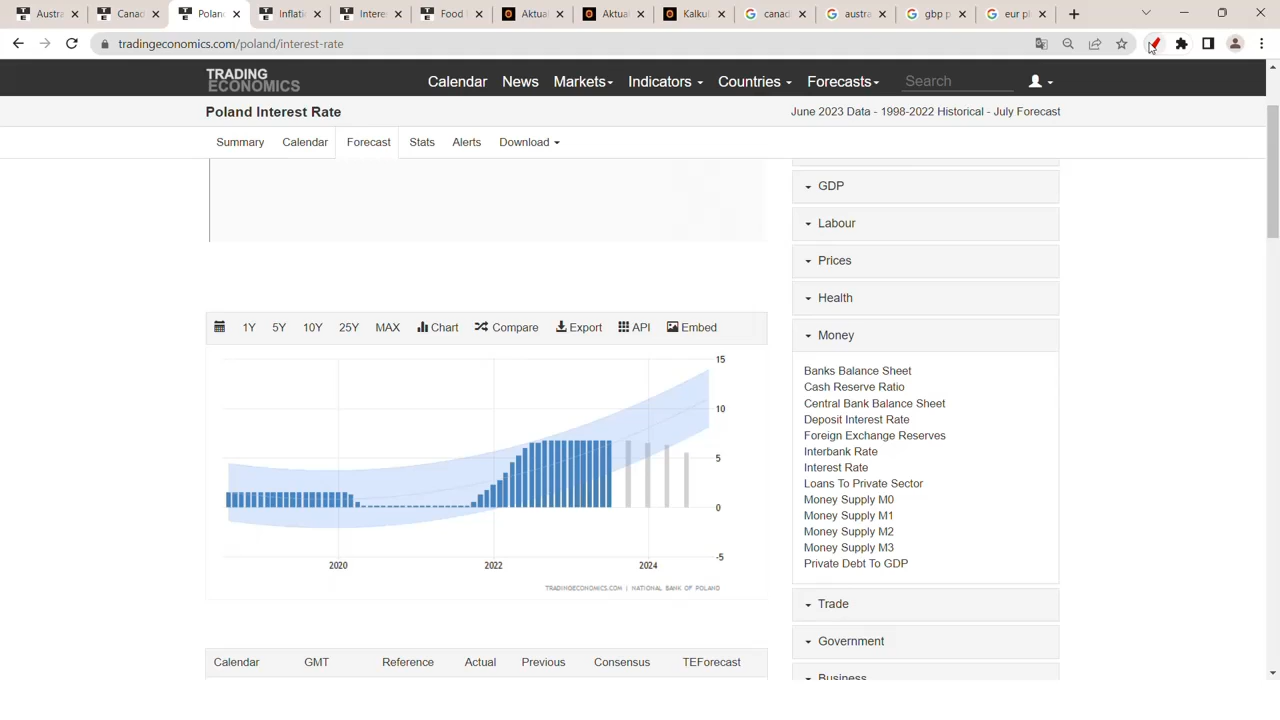 Austra
Canad
Polan
Inflati
Intere
Food I
Aktual
Aktual
Kalkul
canad
austra
gbp p
eur pl
tradingeconomics.com/poland/interest-rate
TRADING ECONOMICS
Calendar News Markets Indicators Countries Forecasts Search
Poland Interest Rate
June 2023 Data - 1998-2022 Historical - July Forecast
Summary Calendar Forecast Stats Alerts Download
1Y 5Y 10Y 25Y MAX Chart Compare Export API Embed
15
10
5
0
-5
2020 2022 2024
TRADINGECONOMICS.COM | NATIONAL BANK OF POLAND
Calendar GMT Reference Actual Previous Consensus TEForecast
GDP
Labour
Prices
Health
Money
Banks Balance Sheet
Cash Reserve Ratio
Central Bank Balance Sheet
Deposit Interest Rate
Foreign Exchange Reserves
Interbank Rate
Interest Rate
Loans To Private Sector
Money Supply M0
Money Supply M1
Money Supply M2
Money Supply M3
Private Debt To GDP
Trade
Government
Business